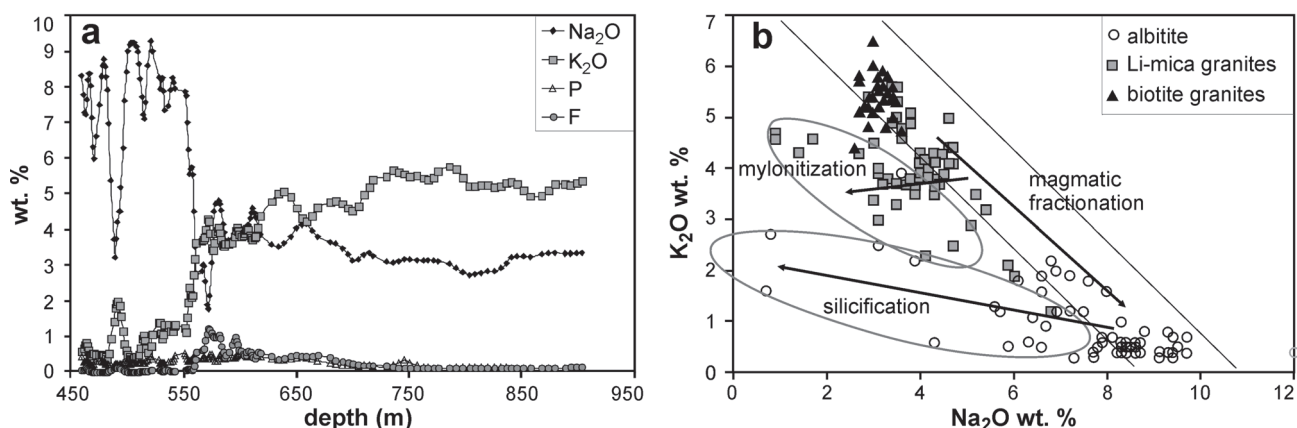 a
Na₂O
K₂O
P
F
10
9
8
7
6
5
4
3
2
1
0
wt. %
450
550
650
750
850
950
depth (m)
b
albitite
Li-mica granites
biotite granites
mylonitization
magmatic
fractionation
silicification
7
6
5
4
3
2
1
0
K₂O wt. %
0
2
4
6
8
10
12
Na₂O wt. %